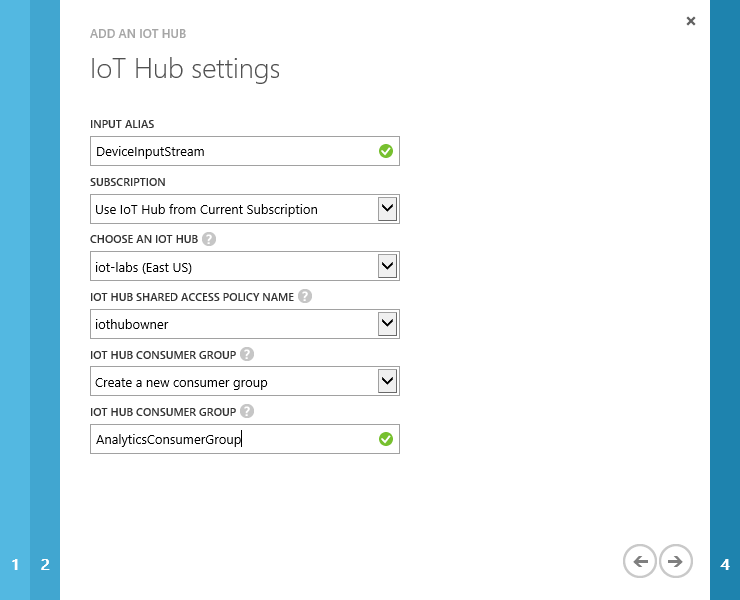 ADD AN IOT HUB
IoT Hub settings
INPUT ALIAS
DeviceInputStream
SUBSCRIPTION
Use IoT Hub from Current Subscription
CHOOSE AN IOT HUB ?
iot-labs (East US)
IOT HUB SHARED ACCESS POLICY NAME ?
iothubowner
IOT HUB CONSUMER GROUP ?
Create a new consumer group
IOT HUB CONSUMER GROUP ?
AnalyticsConsumerGroup
1 2 4